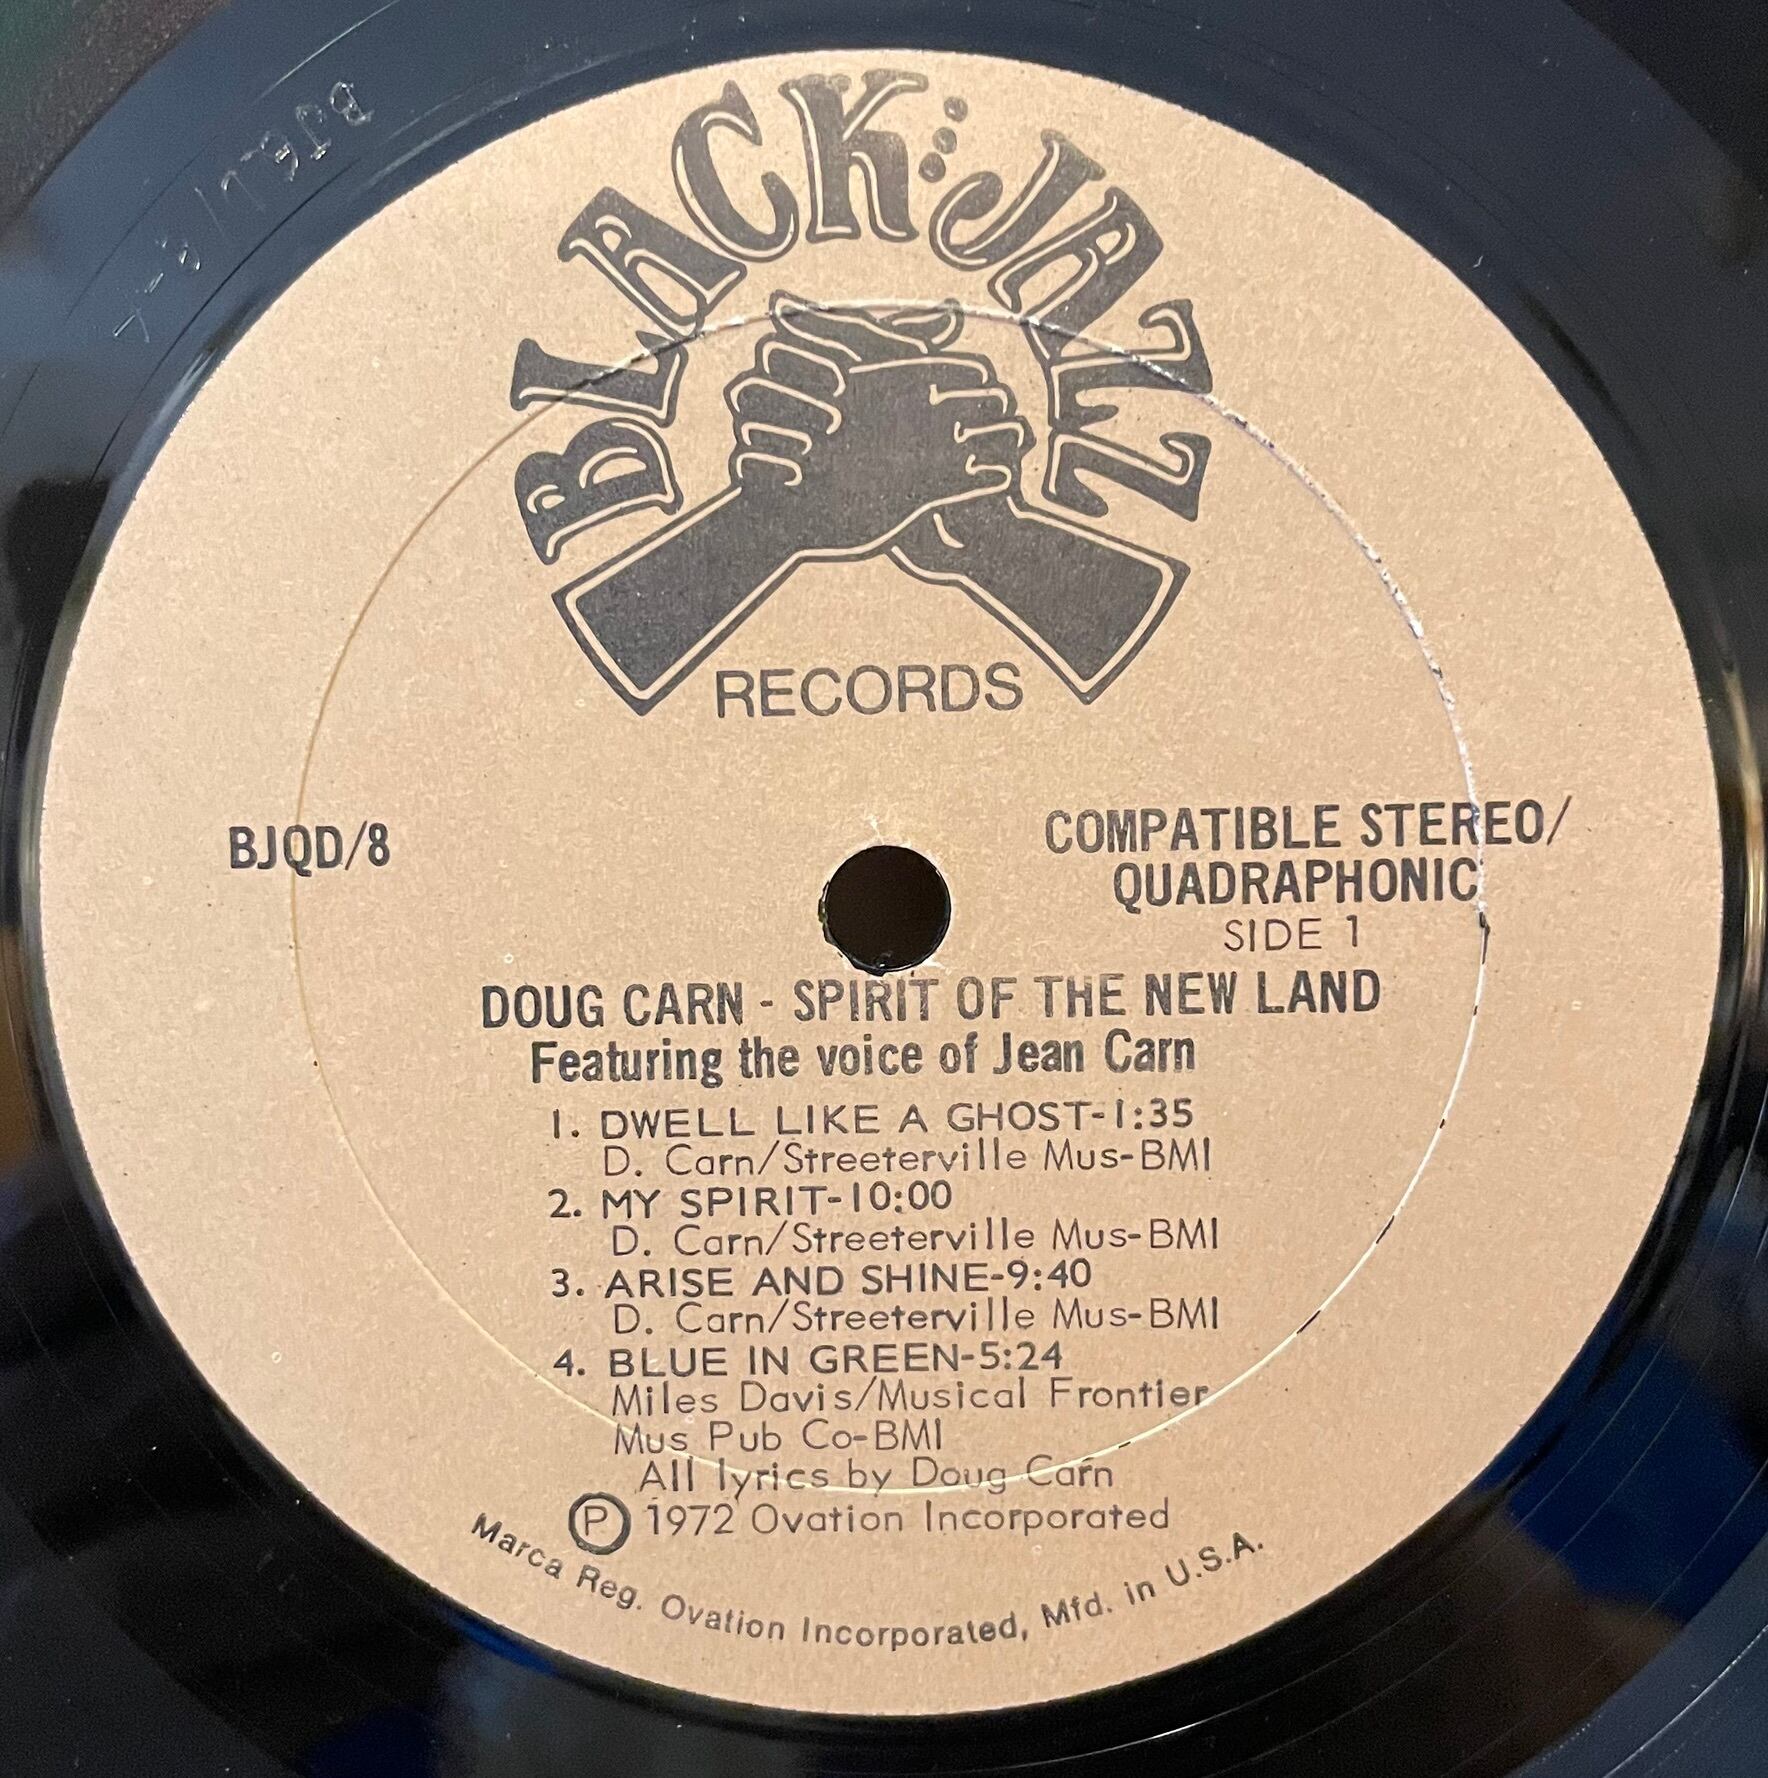 BLACK JAZZ
RECORDS
BJQD/8
COMPATIBLE STEREO/
QUADRAPHONIC
SIDE 1
DOUG CARN - SPIRIT OF THE NEW LAND
Featuring the voice of Jean Carn
1. DWELL LIKE A GHOST-1:35
D. Carn/Streeterville Mus-BMI
2. MY SPIRIT-10:00
D. Carn/Streeterville Mus-BMI
3. ARISE AND SHINE-9:40
D. Carn/Streeterville Mus-BMI
4. BLUE IN GREEN-5:24
Miles Davis/Musical Frontier
Mus Pub Co-BMI
All lyrics by Doug Carn
Ⓟ 1972 Ovation Incorporated
Marca Reg. Ovation Incorporated, Mfd. in U.S.A.